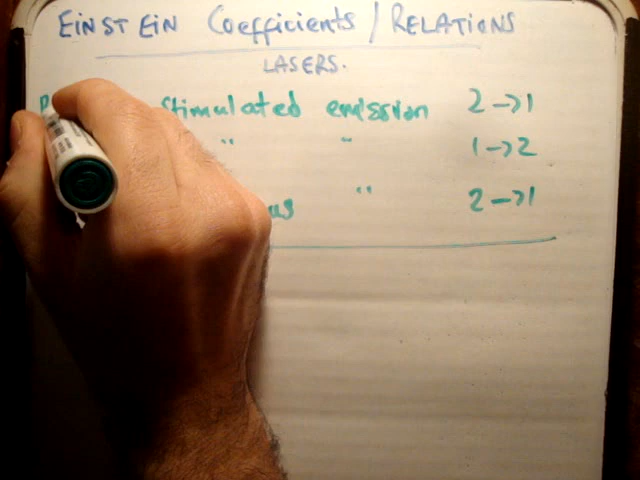 EINSTEIN Coefficients / RELATIONS
LASERS.
Stimulated emission 2 → 1
" " 1 → 2
" 2 → 1